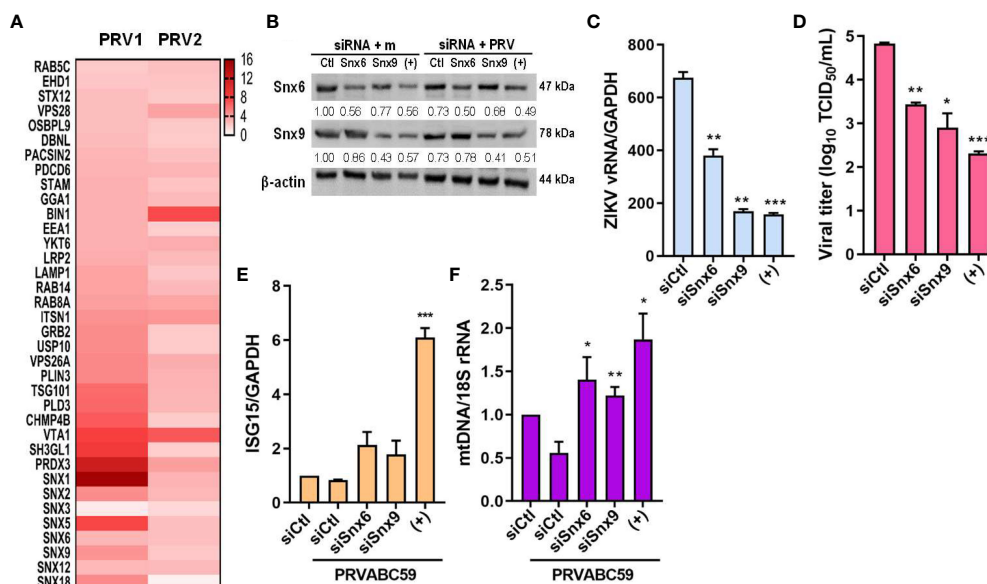 A
PRV1 PRV2
RAB5C
EHD1
STX12
VPS28
OSBPL9
DBNL
PACSIN2
PDCD6
STAM
GGA1
BIN1
EEA1
YKT6
LRP2
LAMP1
RAB14
RAB8A
ITSN1
GRB2
USP10
VPS26A
PLIN3
TSG101
PLD3
CHMP4B
VTA1
SH3GL1
PRDX3
SNX1
SNX2
SNX3
SNX5
SNX6
SNX9
SNX12
SNX18
16
12
8
4
0
B
siRNA + m siRNA + PRV
Ctl Snx6 Snx9 (+) Ctl Snx6 Snx9 (+)
Snx6 47 kDa
1.00 0.56 0.77 0.56 0.73 0.50 0.68 0.49
Snx9 78 kDa
1.00 0.86 0.43 0.57 0.73 0.78 0.41 0.51
β-actin 44 kDa
C
ZIKV vRNA/GAPDH
800
600
400
200
0
** ** ***
siCtl siSnx6 siSnx9 (+)
D
Viral titer (log10 TCID50/mL)
5
4
3
2
1
0
** * ***
siCtl siSnx6 siSnx9 (+)
E
ISG15/GAPDH
8
6
4
2
0
***
siCtl siCtl siSnx6 siSnx9 (+)
PRVABC59
F
mtDNA/18S rRNA
2.5
2.0
1.5
1.0
0.5
0.0
* ** *
siCtl siCtl siSnx6 siSnx9 (+)
PRVABC59